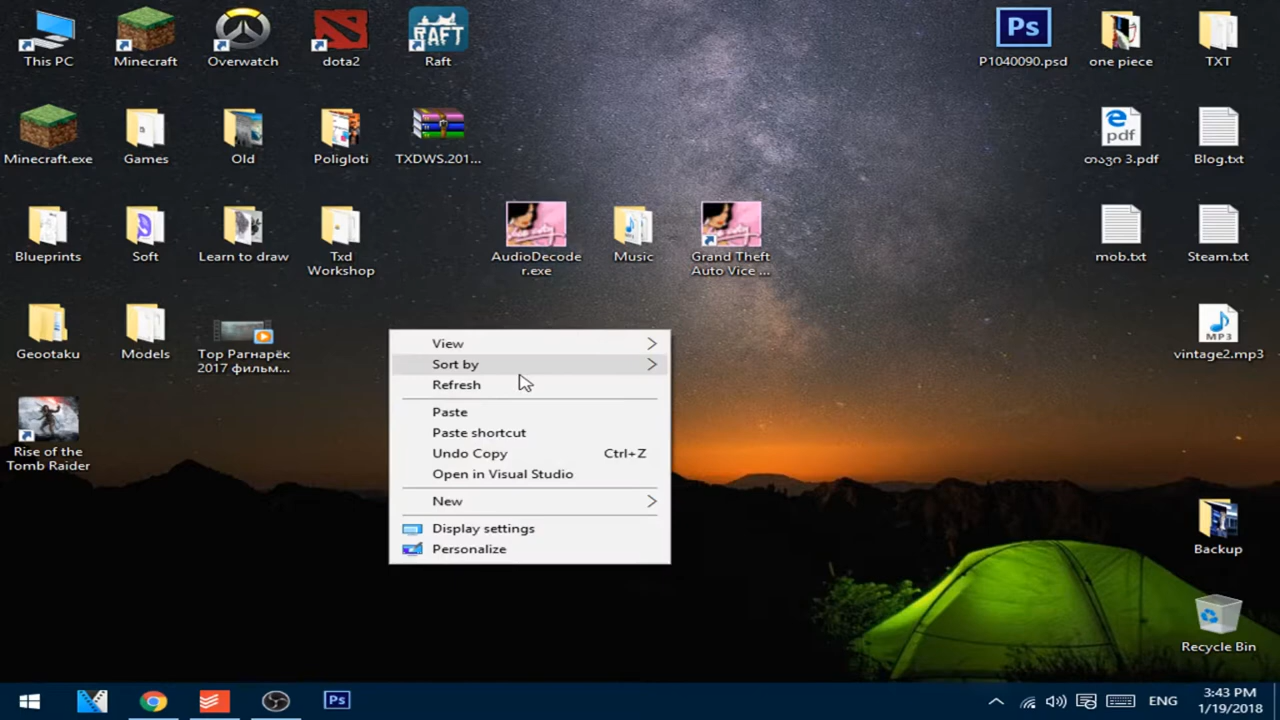 This PC
Minecraft
Overwatch
dota2
RAFT
Raft
Ps
P1040090.psd
one piece
TXT
Minecraft.exe
Games
Old
Poligloti
TXDWS.201...
e
pdf
თავი 3.pdf
Blog.txt
Blueprints
Soft
Learn to draw
Txd
Workshop
AudioDecode
r.exe
Music
Grand Theft
Auto Vice ...
mob.txt
Steam.txt
Geootaku
Models
Тор Рагнарёк
2017 фильм...
MP3
vintage2.mp3
Rise of the
Tomb Raider
View
Sort by
Refresh
Paste
Paste shortcut
Undo Copy Ctrl+Z
Open in Visual Studio
New
Display settings
Personalize
Backup
Recycle Bin
Ps
ENG
3:43 PM
1/19/2018